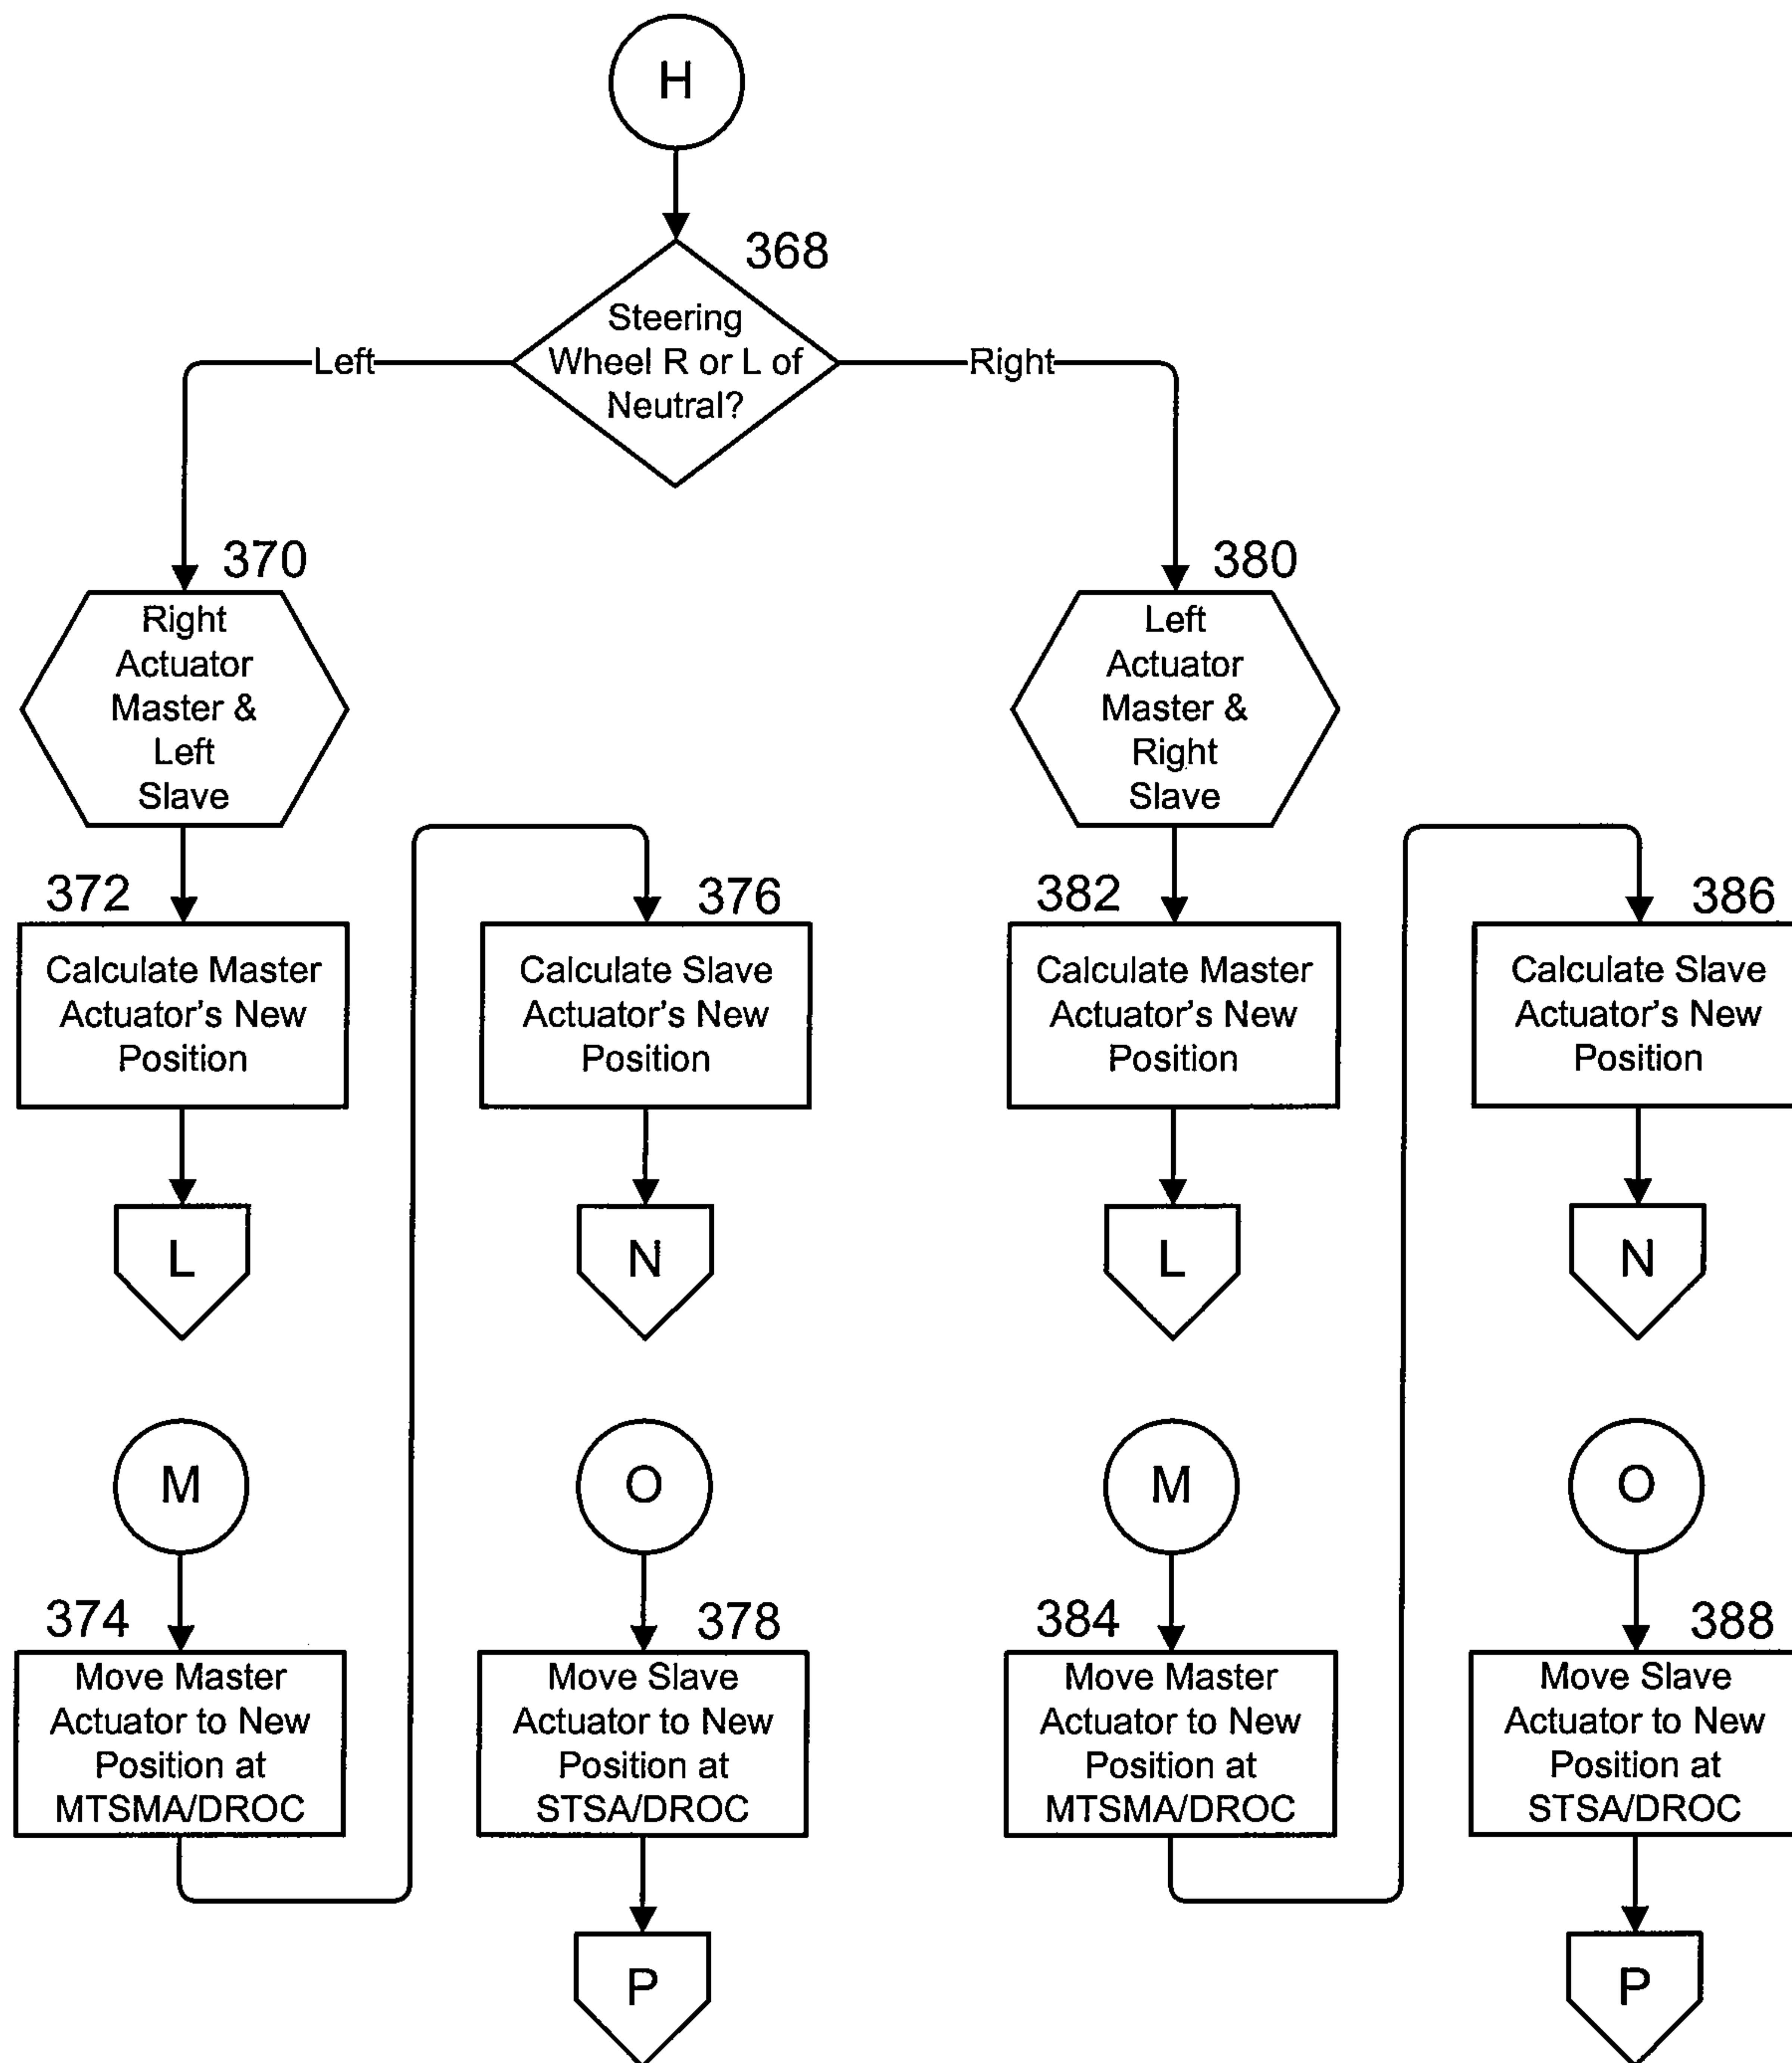 H
368
Steering
Wheel R or L of
Neutral?
Left
Right
370
Right
Actuator
Master &
Left
Slave
380
Left
Actuator
Master &
Right
Slave
372
Calculate Master
Actuator's New
Position
376
Calculate Slave
Actuator's New
Position
382
Calculate Master
Actuator's New
Position
386
Calculate Slave
Actuator's New
Position
L
N
L
N
M
O
M
O
374
Move Master
Actuator to New
Position at
MTSMA/DROC
378
Move Slave
Actuator to New
Position at
STSA/DROC
384
Move Master
Actuator to New
Position at
MTSMA/DROC
388
Move Slave
Actuator to New
Position at
STSA/DROC
P
P